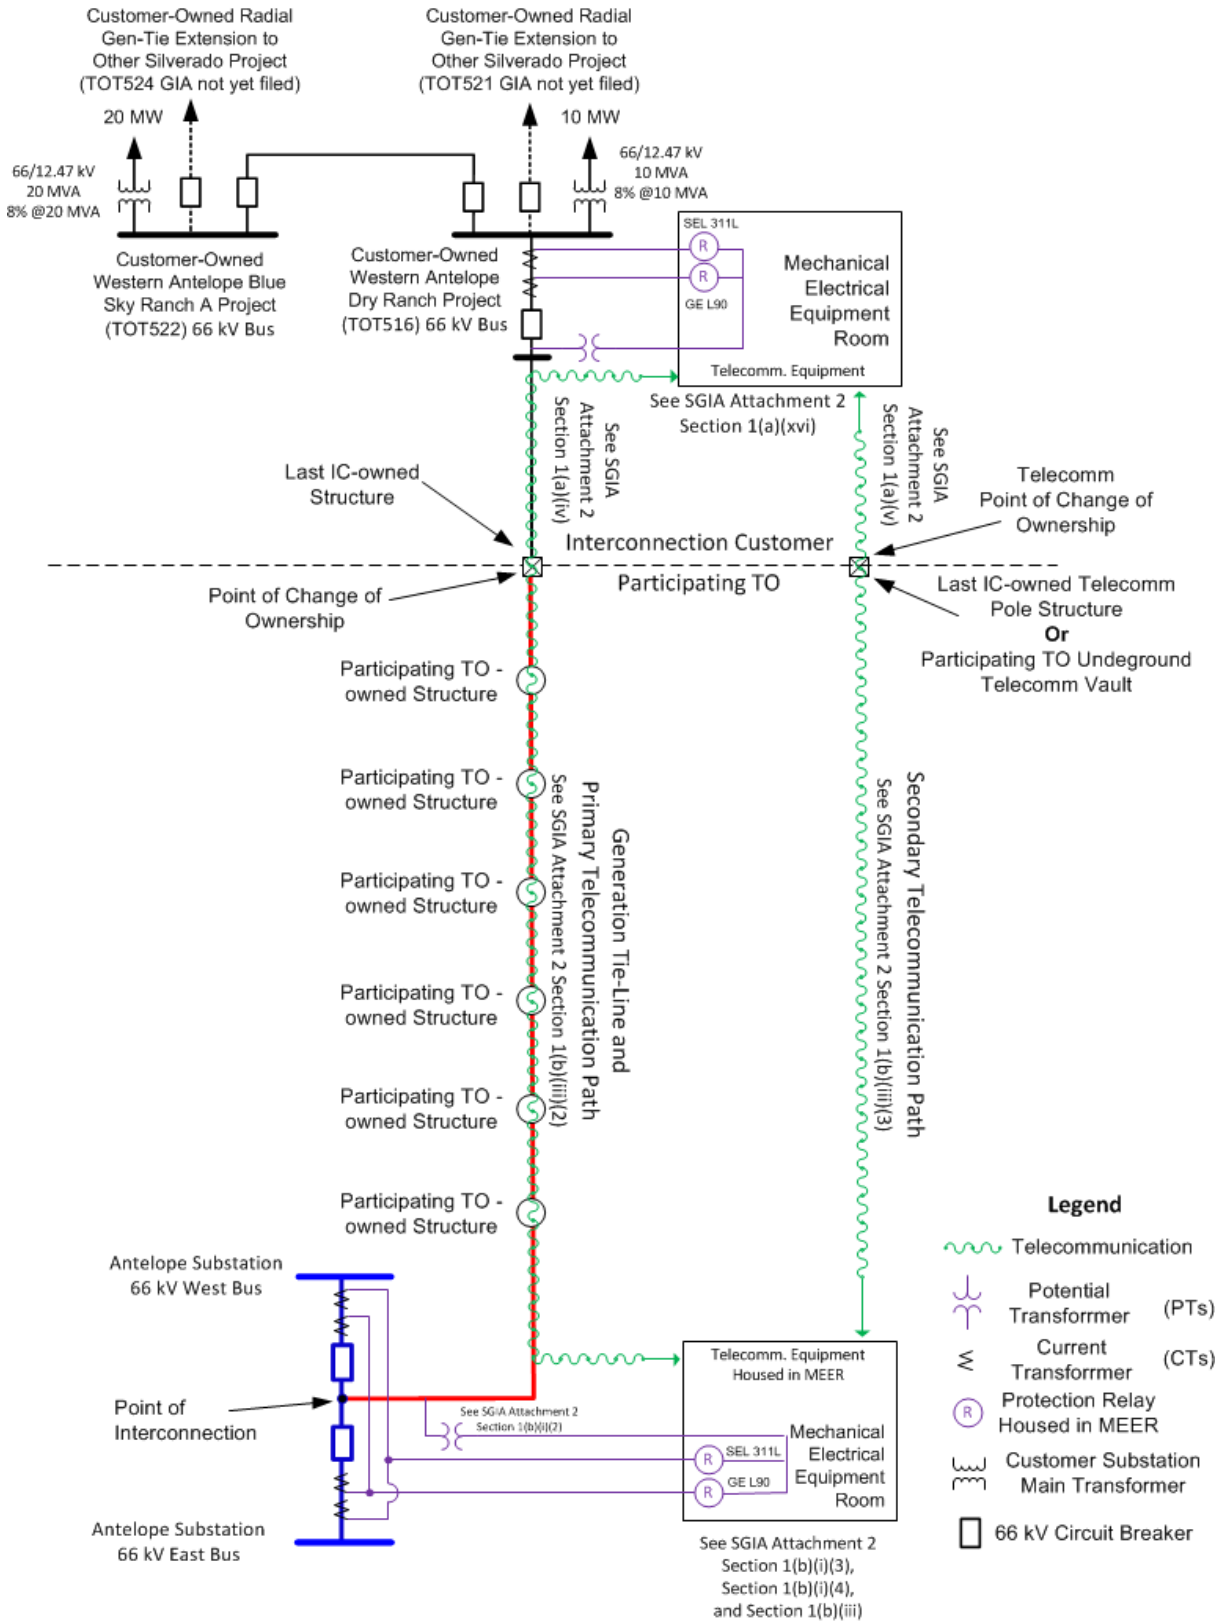 Customer-Owned Radial
Gen-Tie Extension to
Other Silverado Project
(TOT524 GIA not yet filed)
Customer-Owned Radial
Gen-Tie Extension to
Other Silverado Project
(TOT521 GIA not yet filed)
20 MW
10 MW
66/12.47 kV
20 MVA
8% @20 MVA
66/12.47 kV
10 MVA
8% @10 MVA
Customer-Owned
Western Antelope Blue
Sky Ranch A Project
(TOT522) 66 kV Bus
Customer-Owned
Western Antelope
Dry Ranch Project
(TOT516) 66 kV Bus
SEL 311L
R
R
GE L90
Mechanical
Electrical
Equipment
Room
Telecomm. Equipment
See SGIA Attachment 2
Section 1(a)(xvi)
See SGIA
Attachment 2
Section 1(a)(iv)
See SGIA
Attachment 2
Section 1(a)(v)
Last IC-owned
Structure
Telecomm
Point of Change of
Ownership
Interconnection Customer
Participating TO
Point of Change of
Ownership
Last IC-owned Telecomm
Pole Structure
Or
Participating TO Undeground
Telecomm Vault
Participating TO -
owned Structure
Participating TO -
owned Structure
Participating TO -
owned Structure
Participating TO -
owned Structure
Participating TO -
owned Structure
Participating TO -
owned Structure
Generation Tie-Line and
Primary Telecommunication Path
See SGIA Attachment 2 Section 1(b)(iii)(2)
Secondary Telecommunication Path
See SGIA Attachment 2 Section 1(b)(iii)(3)
Antelope Substation
66 kV West Bus
Point of
Interconnection
Antelope Substation
66 kV East Bus
See SGIA Attachment 2
Section 1(b)(i)(2)
Telecomm. Equipment
Housed in MEER
R
SEL 311L
R
GE L90
Mechanical
Electrical
Equipment
Room
See SGIA Attachment 2
Section 1(b)(i)(3),
Section 1(b)(i)(4),
and Section 1(b)(iii)
Legend
Telecommunication
Potential
Transforrmer
(PTs)
Current
Transforrmer
(CTs)
R
Protection Relay
Housed in MEER
Customer Substation
Main Transformer
66 kV Circuit Breaker